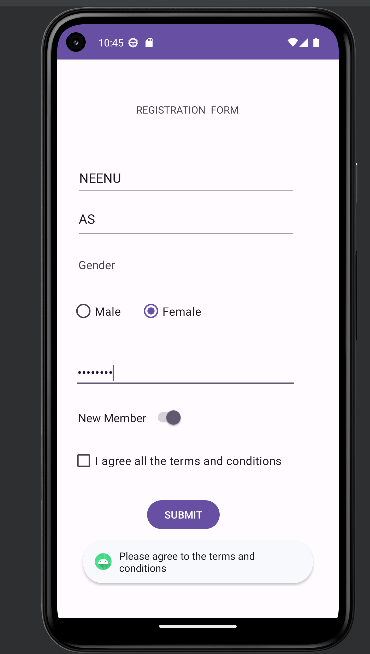 10:45
REGISTRATION FORM
NEENU
AS
Gender
Male Female
••••••••
New Member
I agree all the terms and conditions
SUBMIT
Please agree to the terms and
conditions